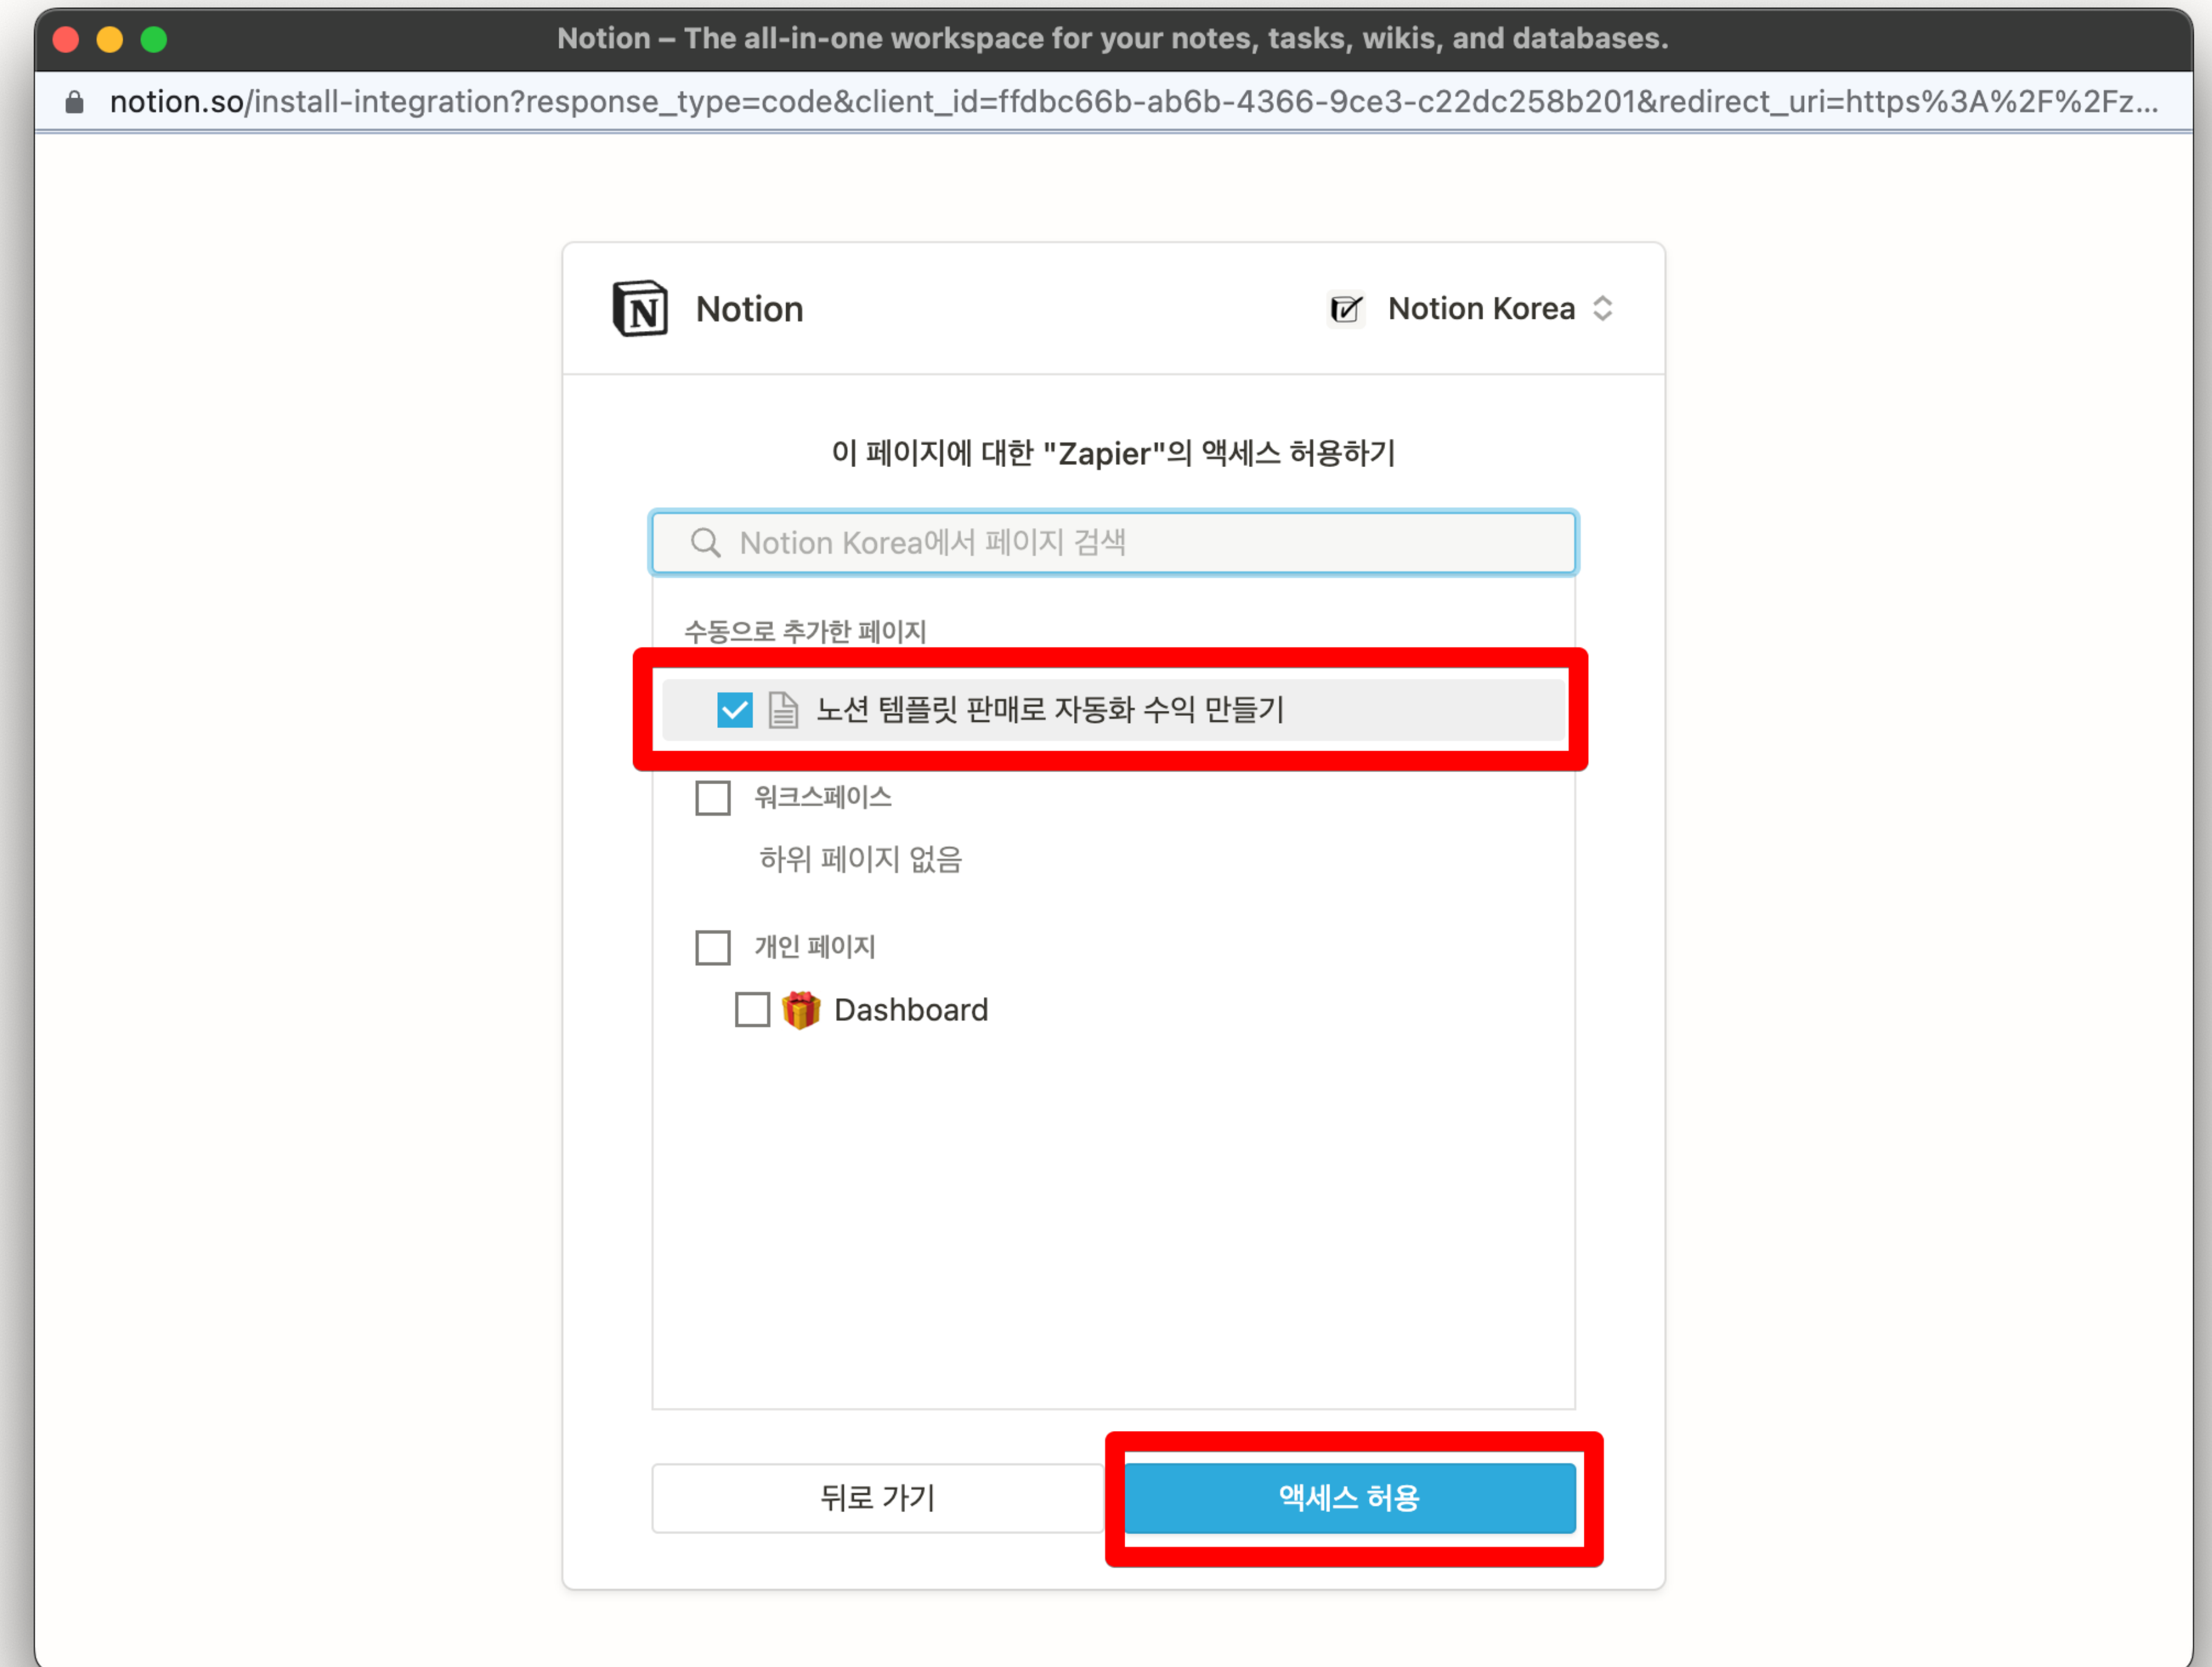 Notion – The all-in-one workspace for your notes, tasks, wikis, and databases.
notion.so/install-integration?response_type=code&client_id=ffdbc66b-ab6b-4366-9ce3-c22dc258b201&redirect_uri=https%3A%2F%2Fz...
Notion
Notion Korea
이 페이지에 대한 "Zapier"의 액세스 허용하기
Notion Korea에서 페이지 검색
수동으로 추가한 페이지
노션 템플릿 판매로 자동화 수익 만들기
워크스페이스
하위 페이지 없음
개인 페이지
Dashboard
뒤로 가기
액세스 허용